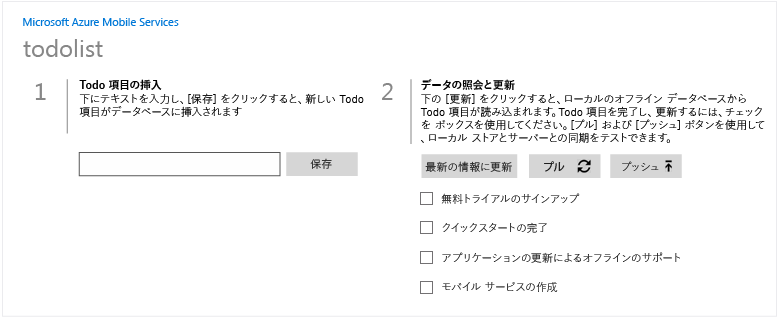 Microsoft Azure Mobile Services
todolist
1
Todo 項目の挿入
下にテキストを入力し、[保存] をクリックすると、新しい Todo
項目がデータベースに挿入されます
保存
2
データの照会と更新
下の [更新] をクリックすると、ローカルのオフライン データベースから
Todo 項目が読み込まれます。Todo 項目を完了し、更新するには、チェック
を ボックスを使用してください。[プル] および [プッシュ] ボタンを使用して
、ローカル ストアとサーバーとの同期をテストできます。
最新の情報に更新
プル
プッシュ
無料トライアルのサインアップ
クイックスタートの完了
アプリケーションの更新によるオフラインのサポート
モバイル サービスの作成